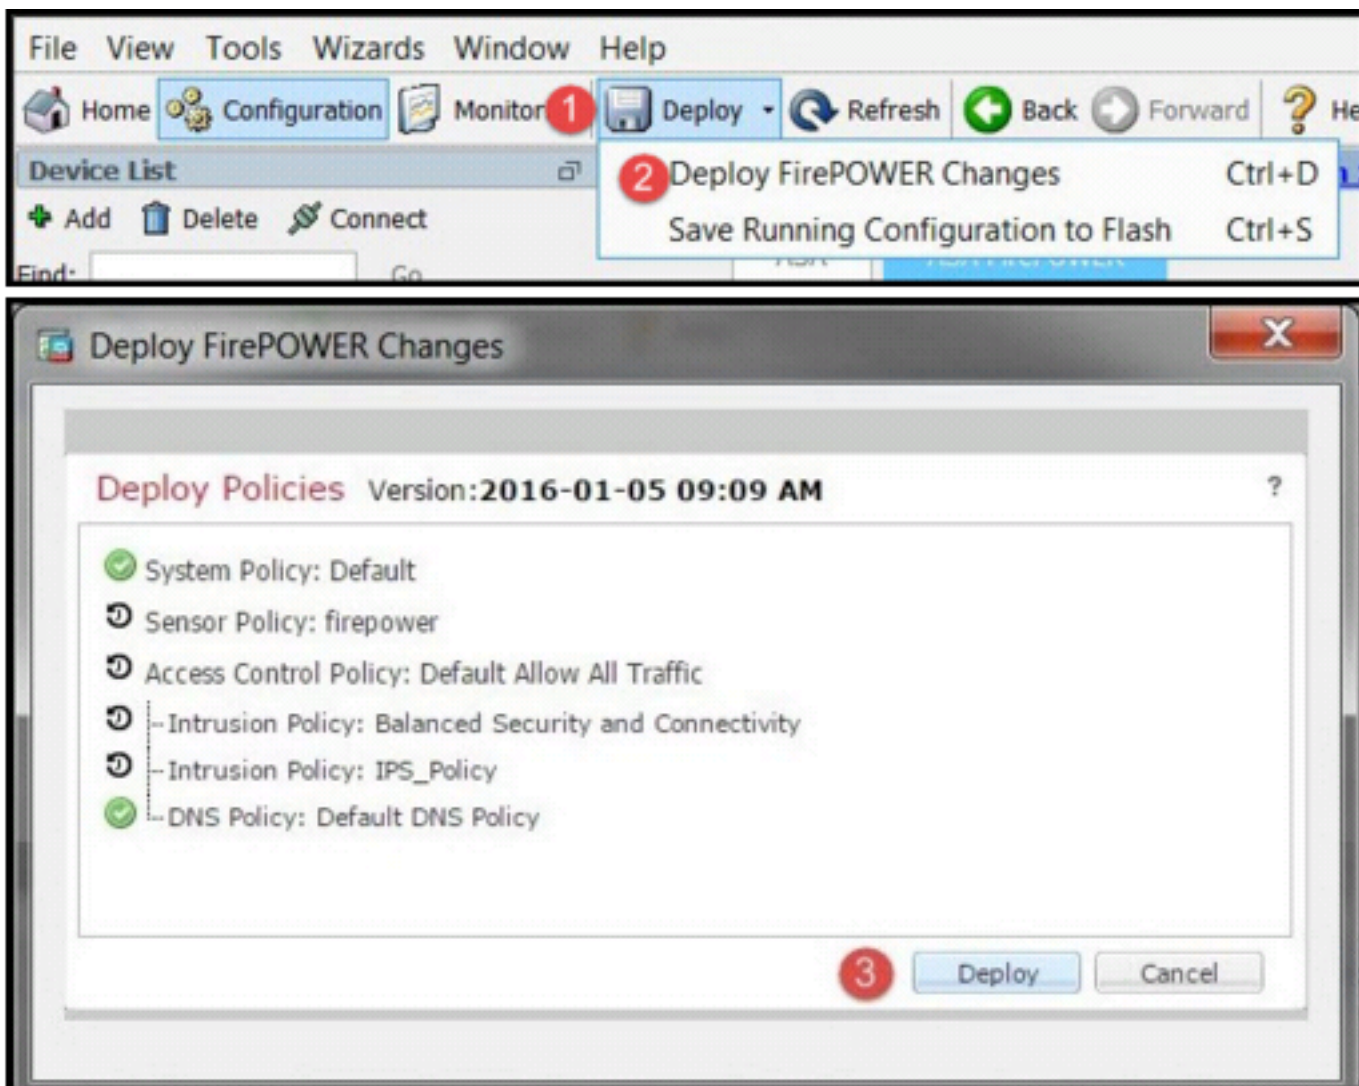 File View Tools Wizards Window Help
Home Configuration Monitor 1 Deploy Refresh Back Forward ? He
Device List
2 Deploy FirePOWER Changes Ctrl+D
Add Delete Connect
Save Running Configuration to Flash Ctrl+S
Find: Go
Deploy FirePOWER Changes
Deploy Policies Version:2016-01-05 09:09 AM ?
System Policy: Default
Sensor Policy: firepower
Access Control Policy: Default Allow All Traffic
Intrusion Policy: Balanced Security and Connectivity
Intrusion Policy: IPS_Policy
DNS Policy: Default DNS Policy
3 Deploy Cancel